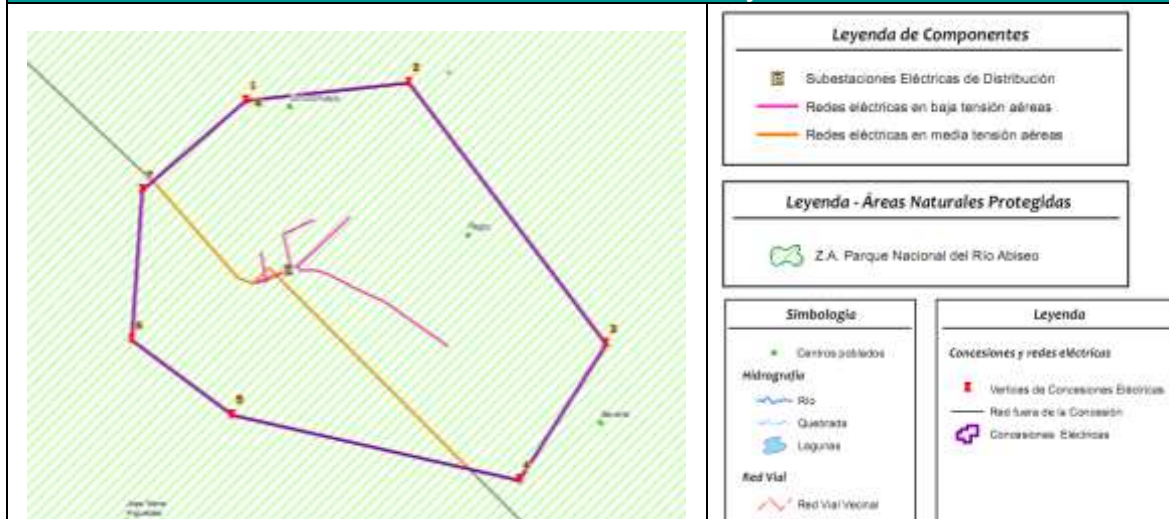 1
2
3
5
6
Leyenda de Componentes
Subestaciones Eléctricas de Distribución
Redes eléctricas en baja tensión aéreas
Redes eléctricas en media tensión aéreas
Leyenda - Áreas Naturales Protegidas
Z.A. Parque Nacional del Río Abiseo
Simbología
Centros poblados
Hidrografía
Río
Quebrada
Lagunas
Red Vial
Red Vial Vecinal
Leyenda
Concesiones y redes eléctricas
Vertices de Concesiones Eléctricas
Red fuera de la Concesión
Concesiones Eléctricas